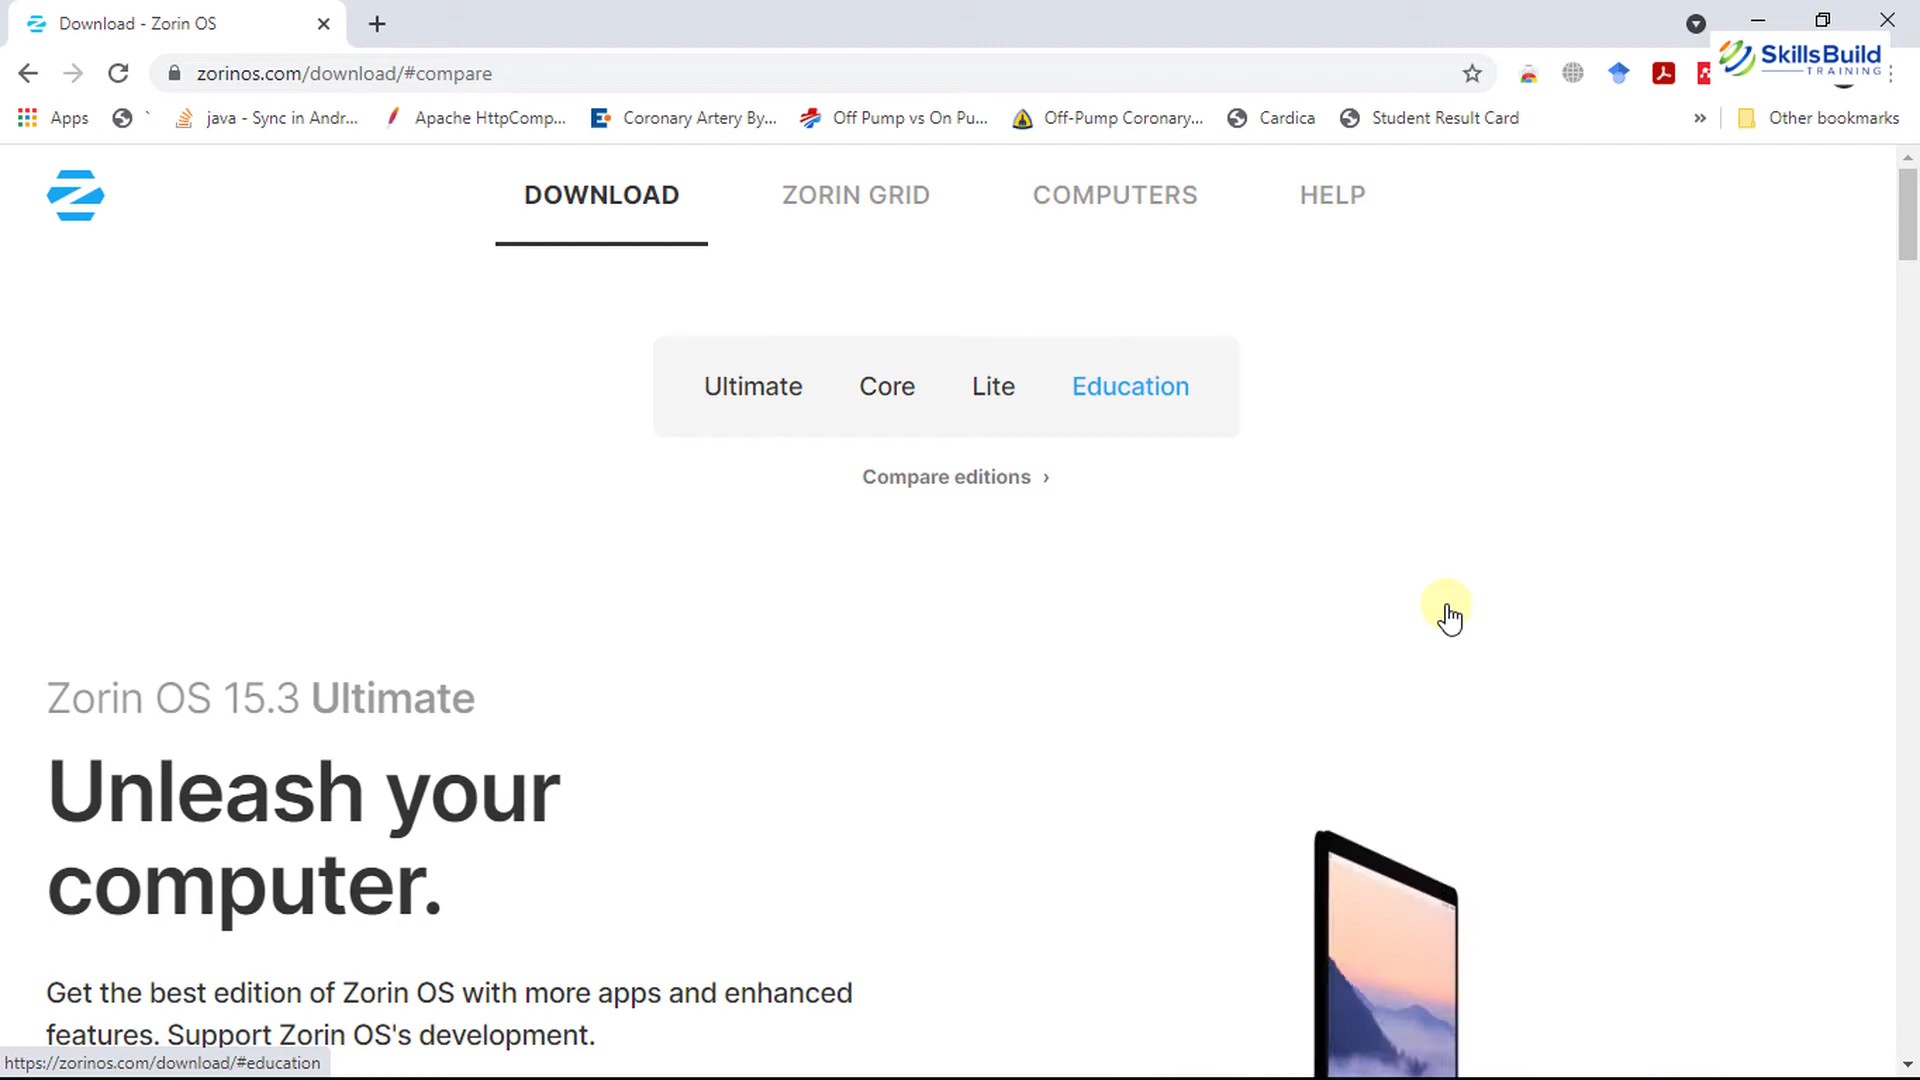 Download - Zorin OS
SkillsBuild
TRAINING
zorinos.com/download/#compare
Apps
java - Sync in Andr...
Apache HttpComp...
Coronary Artery By...
Off Pump vs On Pu...
Off-Pump Coronary...
Cardica
Student Result Card
»
Other bookmarks
DOWNLOAD
ZORIN GRID
COMPUTERS
HELP
Ultimate
Core
Lite
Education
Compare editions ›
Zorin OS 15.3 Ultimate
Unleash your
computer.
Get the best edition of Zorin OS with more apps and enhanced
features. Support Zorin OS's development.
https://zorinos.com/download/#education